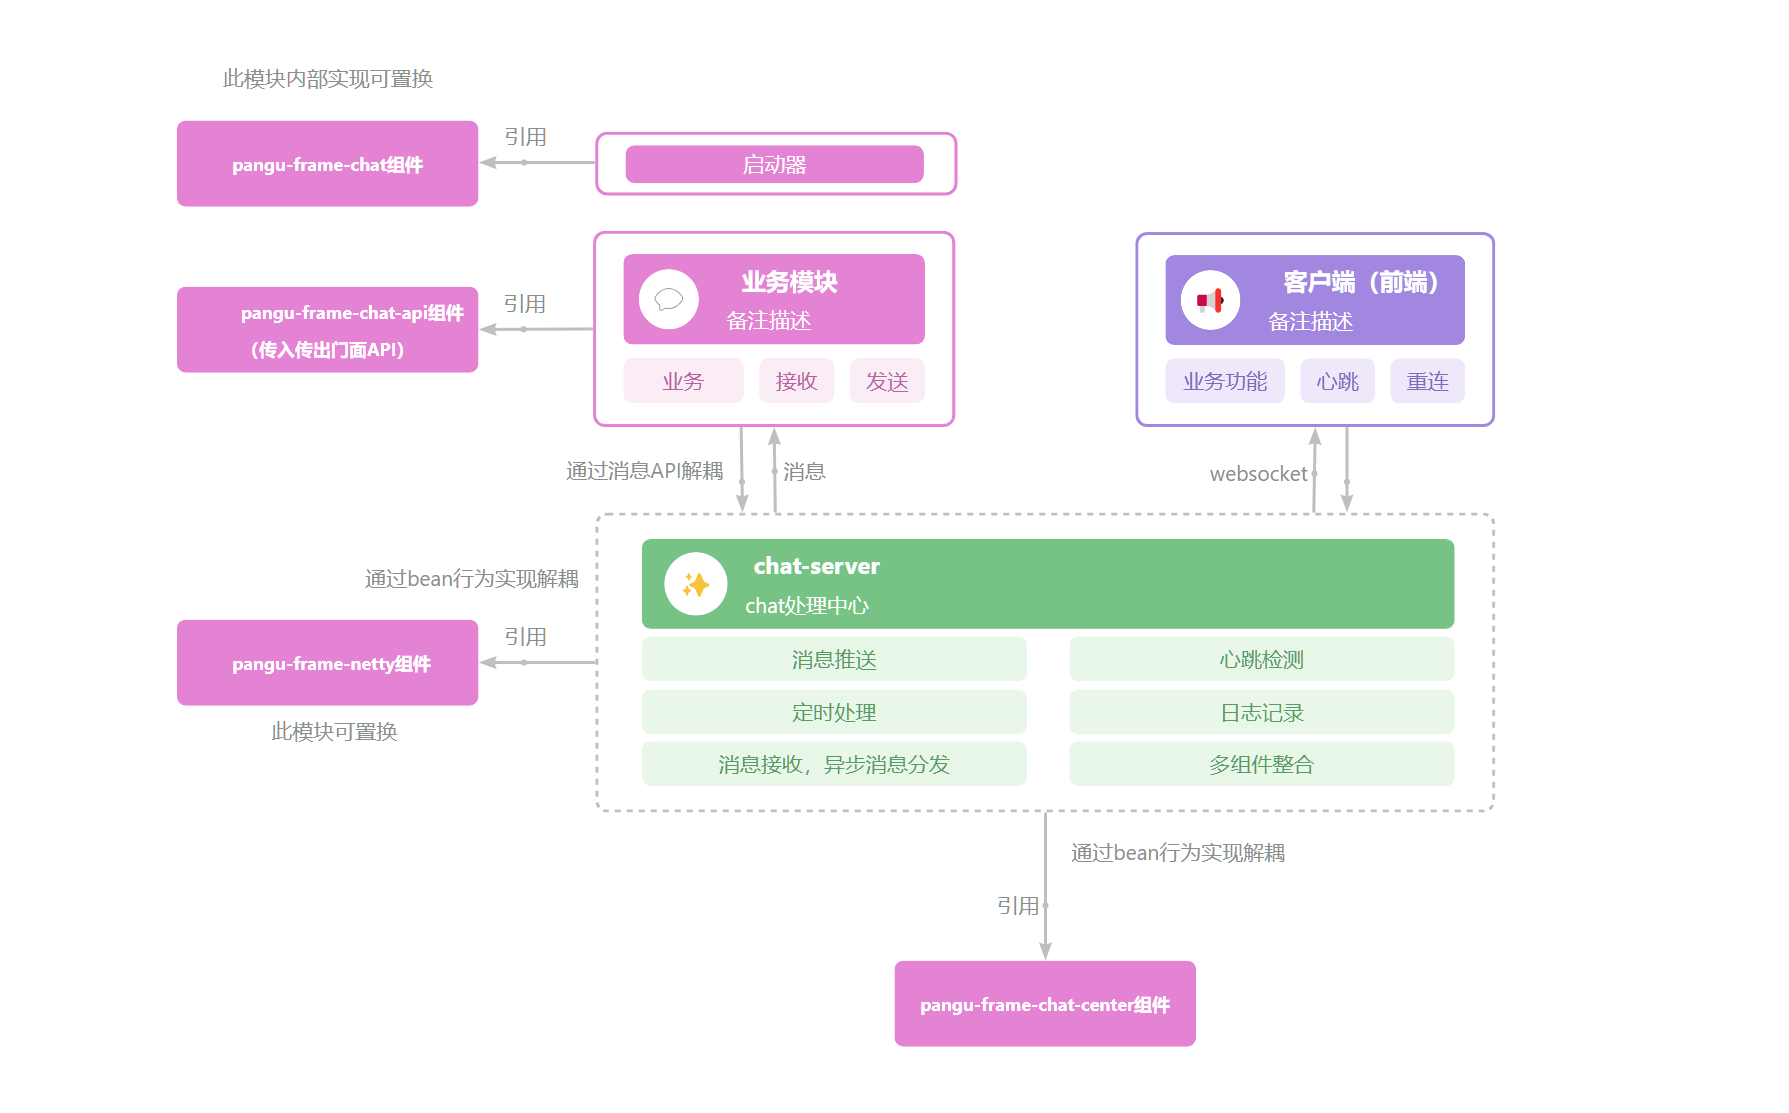 此模块内部实现可置换
pangu-frame-chat组件
引用
启动器
pangu-frame-chat-api组件
（传入传出门面API）
引用
业务模块
备注描述
业务
接收
发送
客户端（前端）
备注描述
业务功能
心跳
重连
通过消息API解耦
消息
websocket
通过bean行为实现解耦
pangu-frame-netty组件
引用
此模块可置换
chat-server
chat处理中心
消息推送
心跳检测
定时处理
日志记录
消息接收，异步消息分发
多组件整合
通过bean行为实现解耦
引用
pangu-frame-chat-center组件